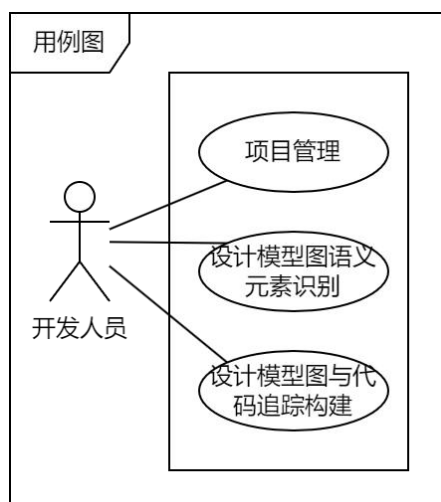 用例图
项目管理
设计模型图语义
元素识别
开发人员
设计模型图与代
码追踪构建